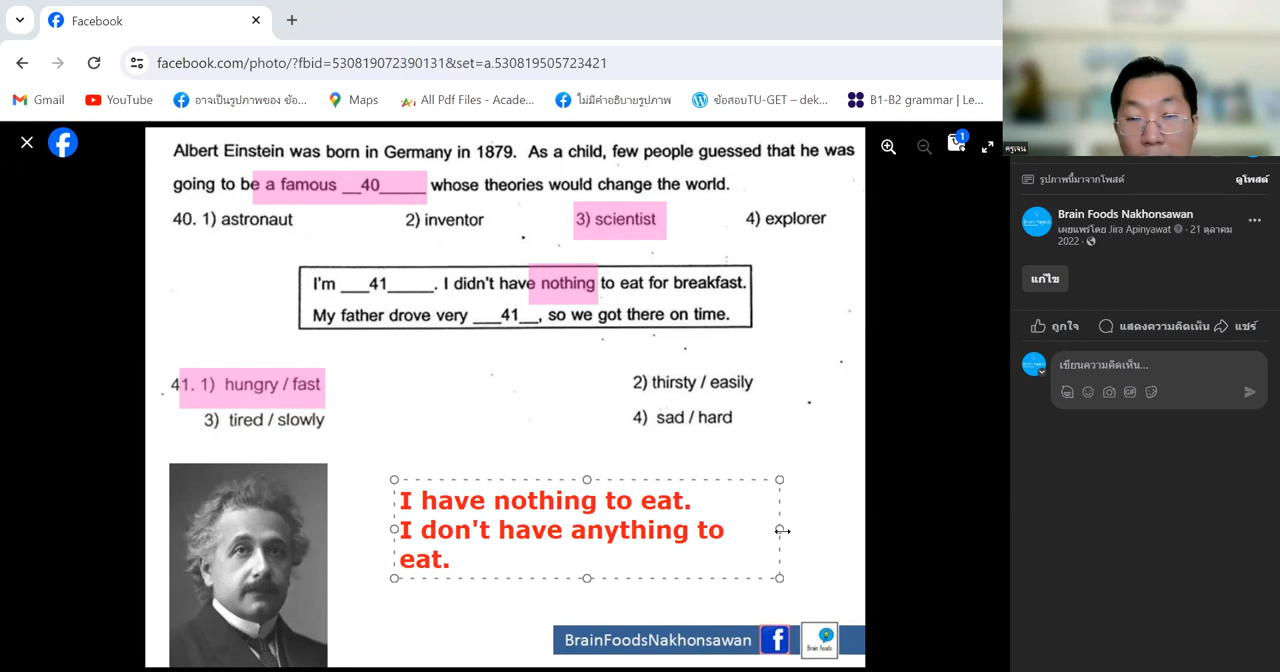 Facebook
facebook.com/photo/?fbid=530819072390131&set=a.530819505723421
Gmail
YouTube
อาจเป็นรูปภาพของ ข้อ...
Maps
All Pdf Files - Acade...
ไม่มีคำอธิบายรูปภาพ
ข้อสอบTU-GET – dek...
B1-B2 grammar | Le...
ครูเจน
1
Albert Einstein was born in Germany in 1879. As a child, few people guessed that he was
going to be a famous __40_____ whose theories would change the world.
40. 1) astronaut 2) inventor 3) scientist 4) explorer
I'm ___41_____. I didn't have nothing to eat for breakfast.
My father drove very ___41__, so we got there on time.
41. 1) hungry / fast 2) thirsty / easily
3) tired / slowly 4) sad / hard
I have nothing to eat.
I don't have anything to
eat.
BrainFoodsNakhonsawan
Brain Foods
รูปภาพนี้มาจากโพสต์
ดูโพสต์
Brain Foods Nakhonsawan
เผยแพร่โดย Jira Apinyawat · 21 ตุลาคม
2022 ·
แก้ไข
ถูกใจ
แสดงความคิดเห็น
แชร์
เขียนความคิดเห็น...